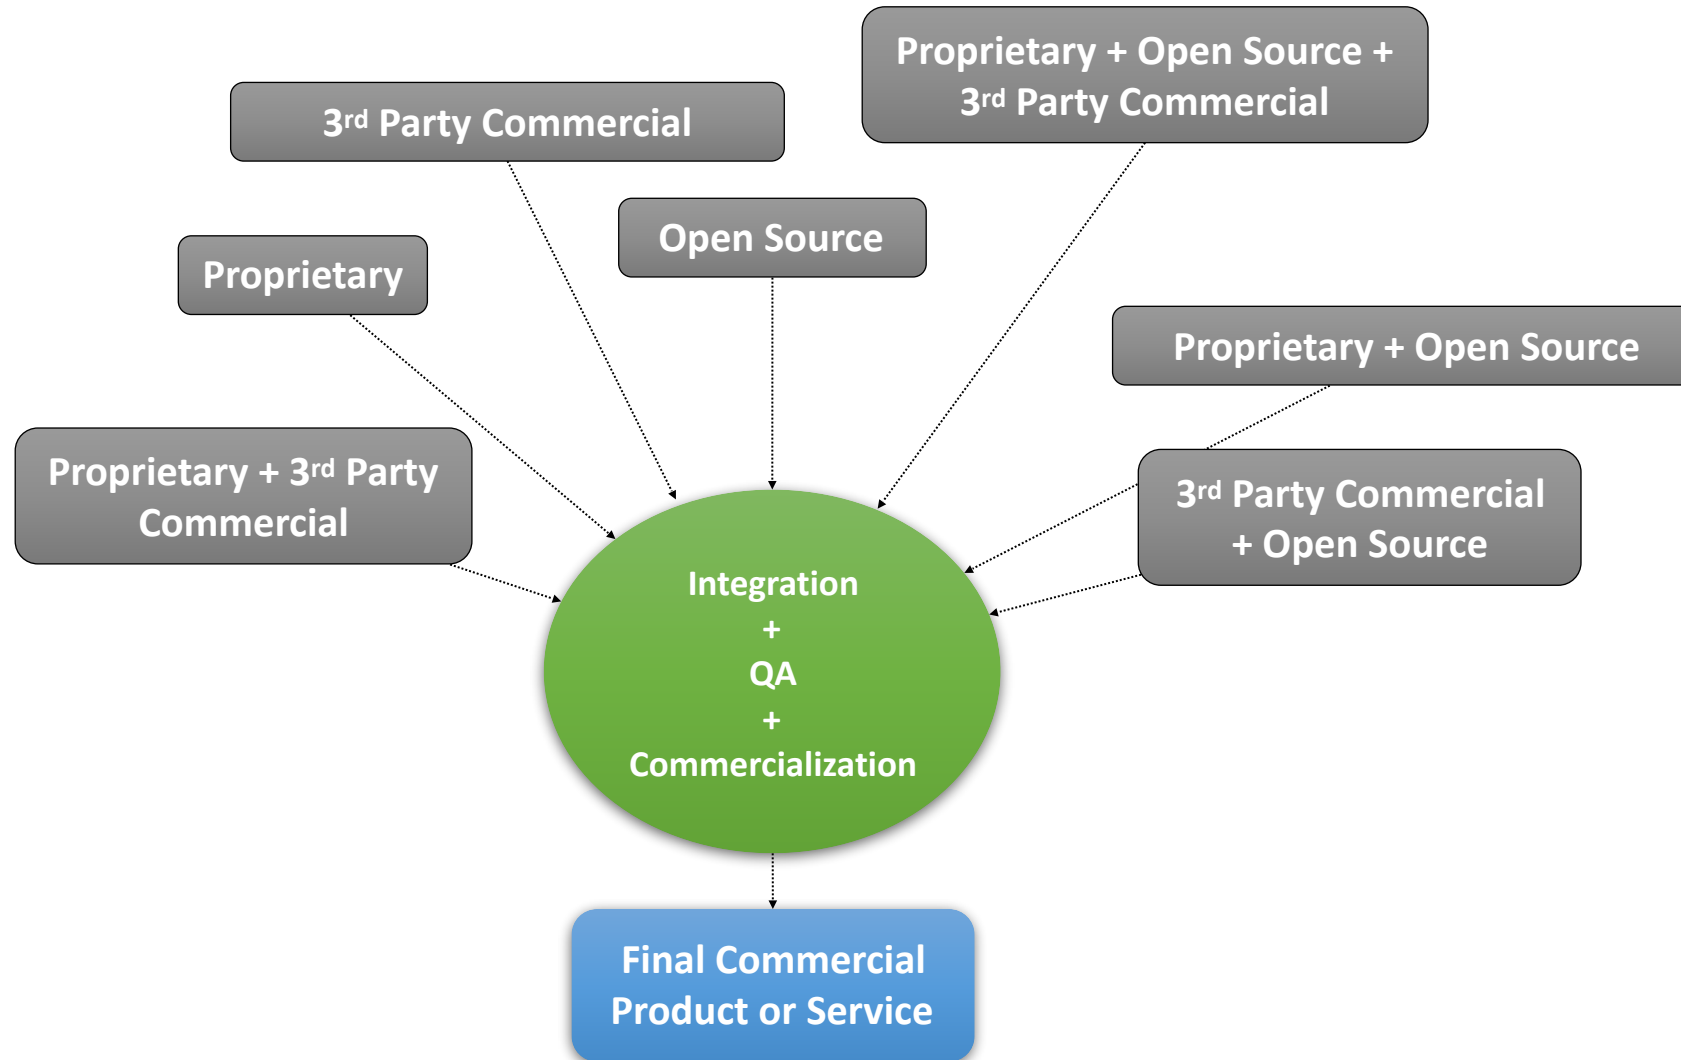 Proprietary + Open Source +
3rd Party Commercial
3rd Party Commercial
Open Source
Proprietary
Proprietary + Open Source
Proprietary + 3rd Party
Commercial
3rd Party Commercial
+ Open Source
Integration
+
QA
+
Commercialization
Final Commercial
Product or Service